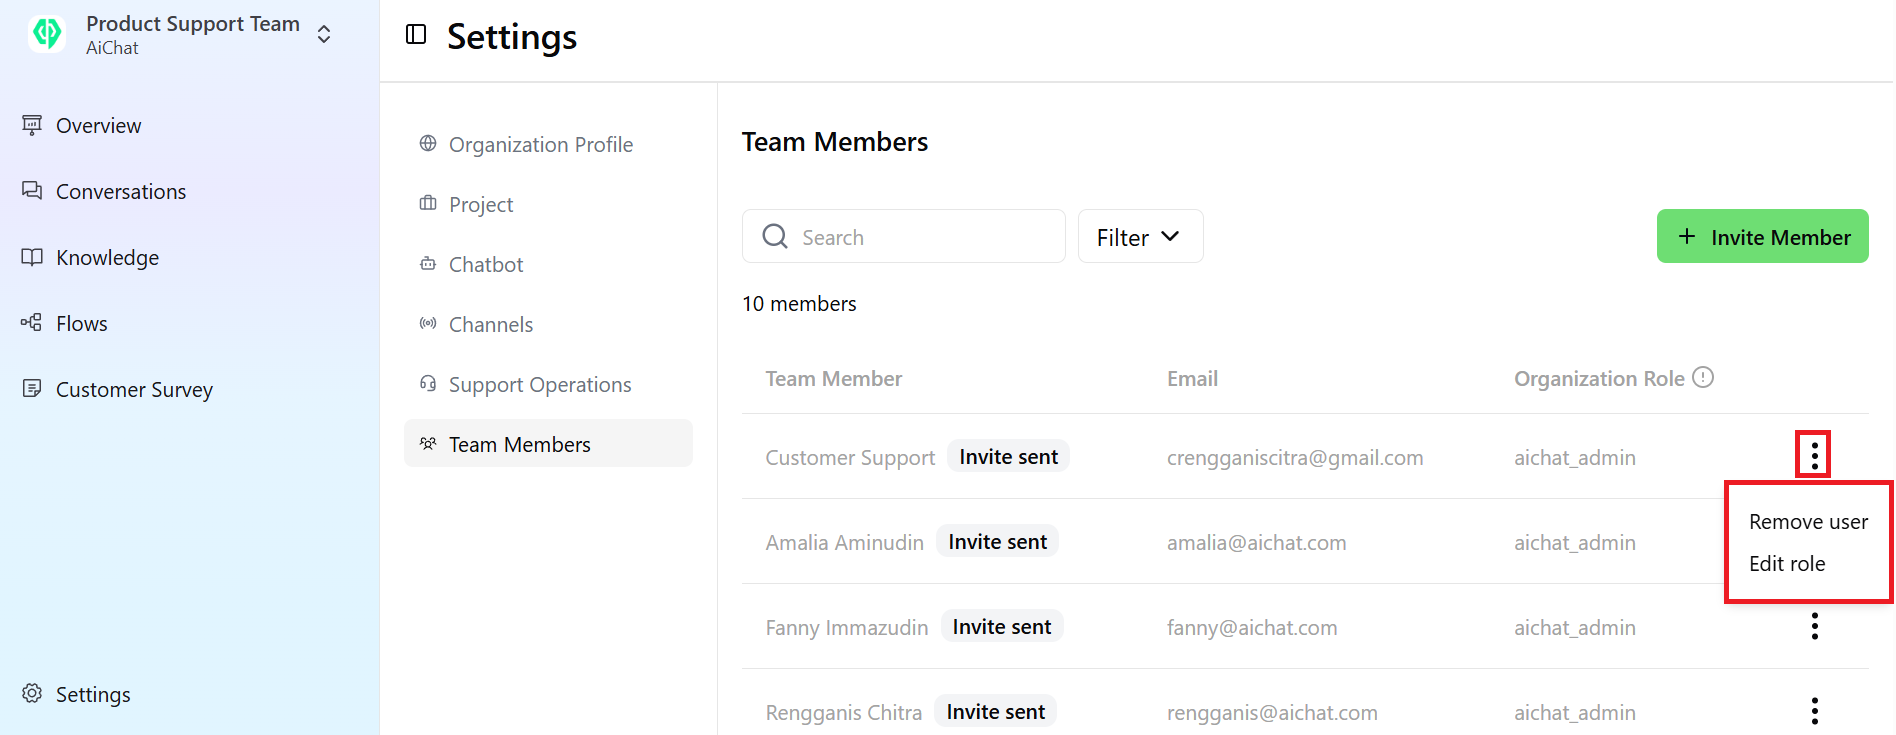 Product Support Team
AiChat
Overview
Conversations
Knowledge
Flows
Customer Survey
Settings
Settings
Organization Profile
Project
Chatbot
Channels
Support Operations
Team Members
Team Members
Search
Filter
+ Invite Member
10 members
Team Member Email Organization Role
Customer Support Invite sent crengganiscitra@gmail.com aichat_admin
Remove user
Edit role
Amalia Aminudin Invite sent amalia@aichat.com aichat_admin
Fanny Immazudin Invite sent fanny@aichat.com aichat_admin
Rengganis Chitra Invite sent rengganis@aichat.com aichat_admin